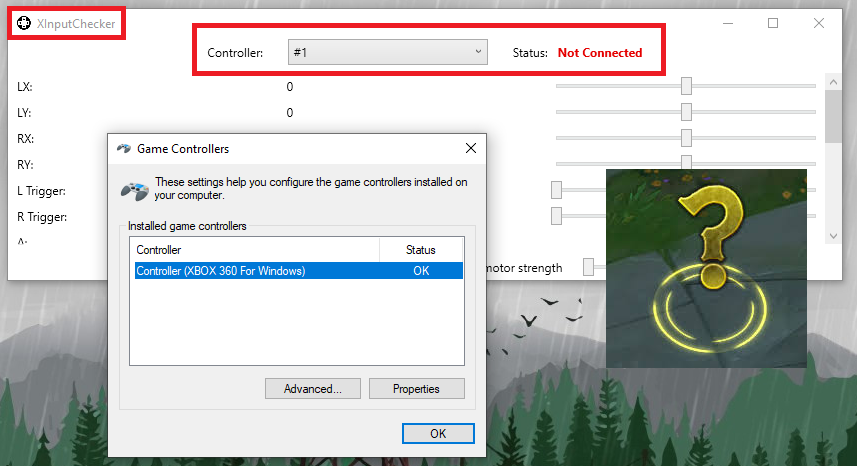 XInputChecker
Controller: #1 Status: Not Connected
LX: 0
LY: 0
RX:
RY:
L Trigger:
R Trigger:
Game Controllers
These settings help you configure the game controllers installed on
your computer.
Installed game controllers
Controller Status
Controller (XBOX 360 For Windows) OK
motor strength
Advanced... Properties
OK